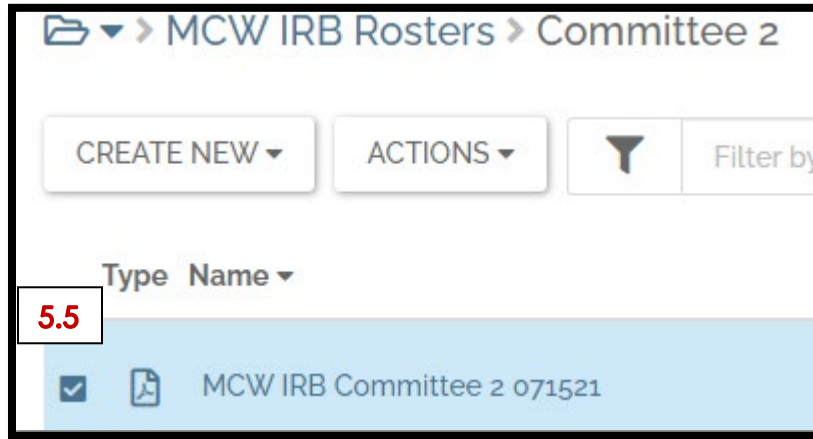 > MCW IRB Rosters > Committee 2
CREATE NEW ACTIONS Filter by
Type Name
5.5
MCW IRB Committee 2 071521